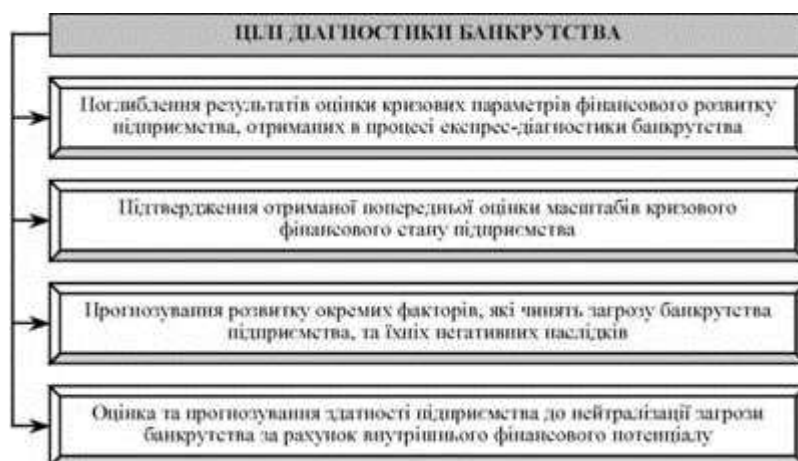 ЦІЛІ ДІАГНОСТИКИ БАНКРУТСТВА
Поглиблення результатів оцінки кризових параметрів фінансового розвитку
підприємства, отриманих в процесі експрес-діагностики банкрутства
Підтвердження отриманої попередньої оцінки масштабів кризового
фінансового стану підприємства
Прогнозування розвитку окремих факторів, які чинять загрозу банкрутства
підприємства, та їхніх негативних наслідків
Оцінка та прогнозування здатності підприємства до нейтралізації загрози
банкрутства за рахунок внутрішнього фінансового потенціалу